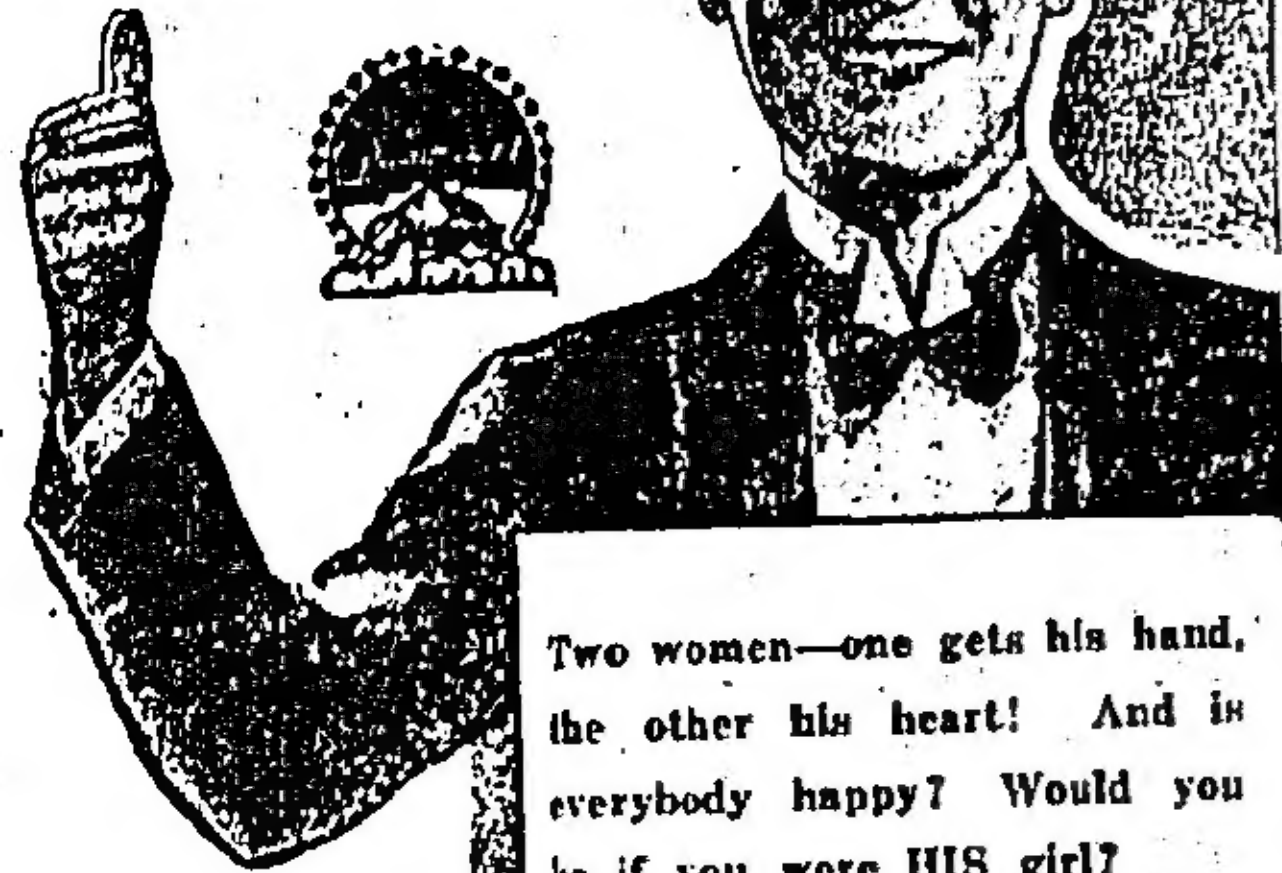 Two women—one gets his hand,
the other his heart! And is
everybody happy? Would you
be if you were HIS girl?